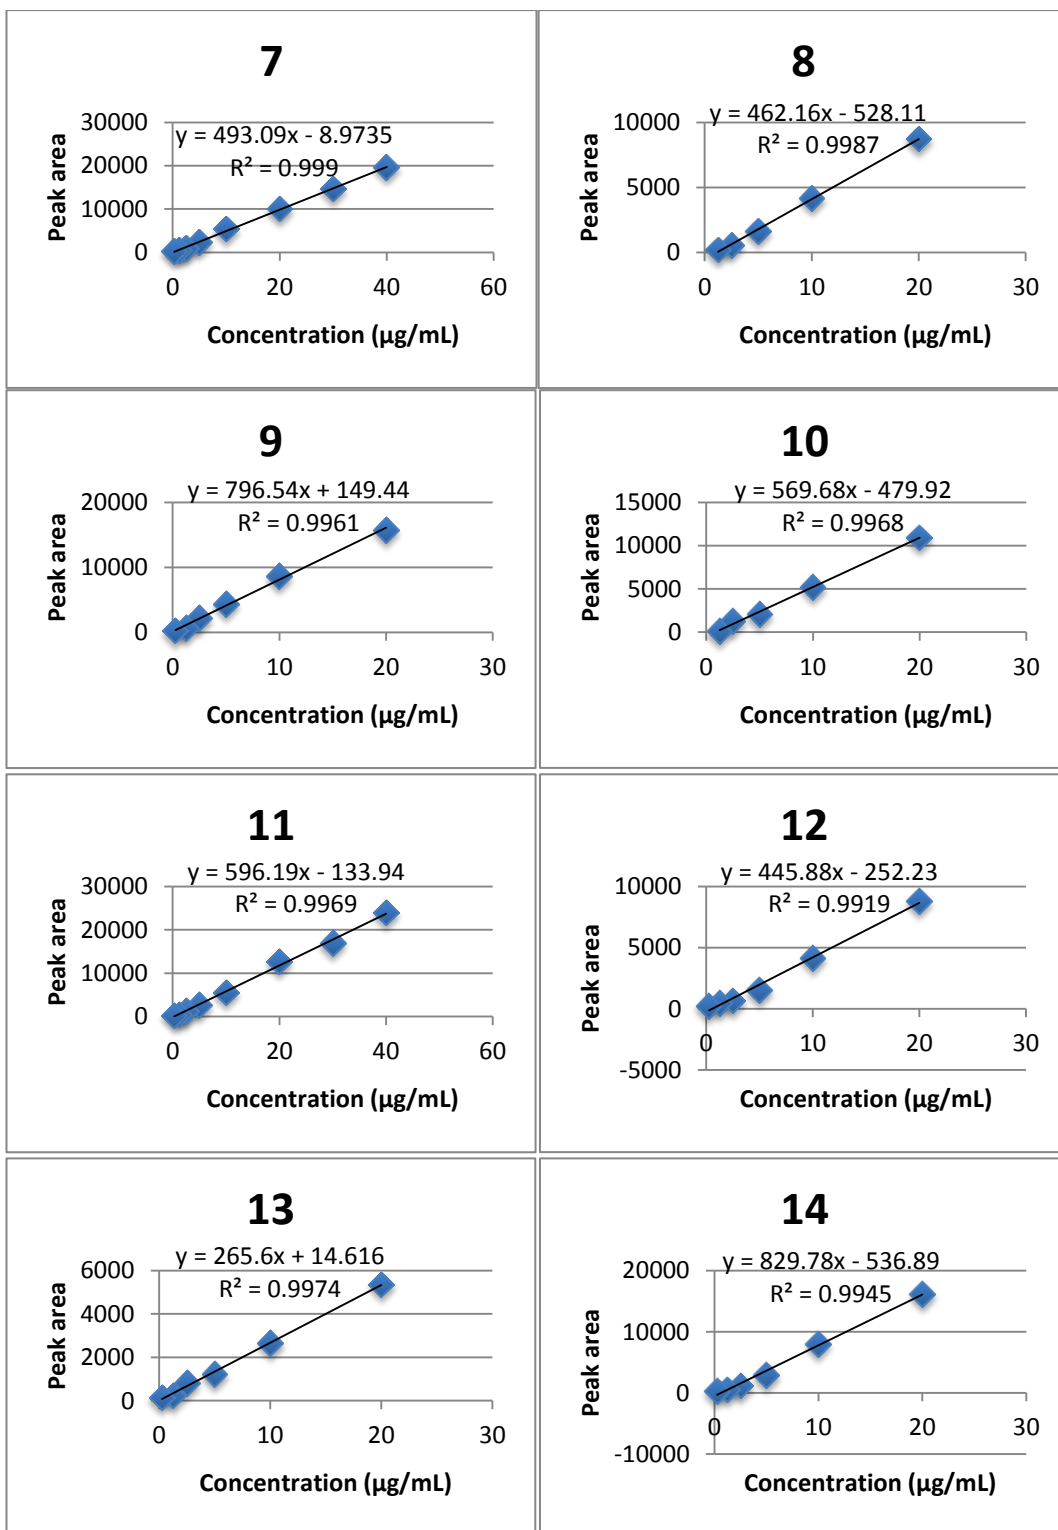 7
y = 493.09x - 8.9735
R² = 0.999
30000
20000
10000
0
0 20 40 60
Peak area
Concentration (µg/mL)
8
y = 462.16x - 528.11
R² = 0.9987
10000
5000
0
0 10 20 30
Peak area
Concentration (µg/mL)
9
y = 796.54x + 149.44
R² = 0.9961
20000
10000
0
0 10 20 30
Peak area
Concentration (µg/mL)
10
y = 569.68x - 479.92
R² = 0.9968
15000
10000
5000
0
0 10 20 30
Peak area
Concentration (µg/mL)
11
y = 596.19x - 133.94
R² = 0.9969
30000
20000
10000
0
0 20 40 60
Peak area
Concentration (µg/mL)
12
y = 445.88x - 252.23
R² = 0.9919
10000
5000
0
-5000
0 10 20 30
Peak area
Concentration (µg/mL)
13
y = 265.6x + 14.616
R² = 0.9974
6000
4000
2000
0
0 10 20 30
Peak area
Concentration (µg/mL)
14
y = 829.78x - 536.89
R² = 0.9945
20000
10000
0
-10000
0 10 20 30
Peak area
Concentration (µg/mL)